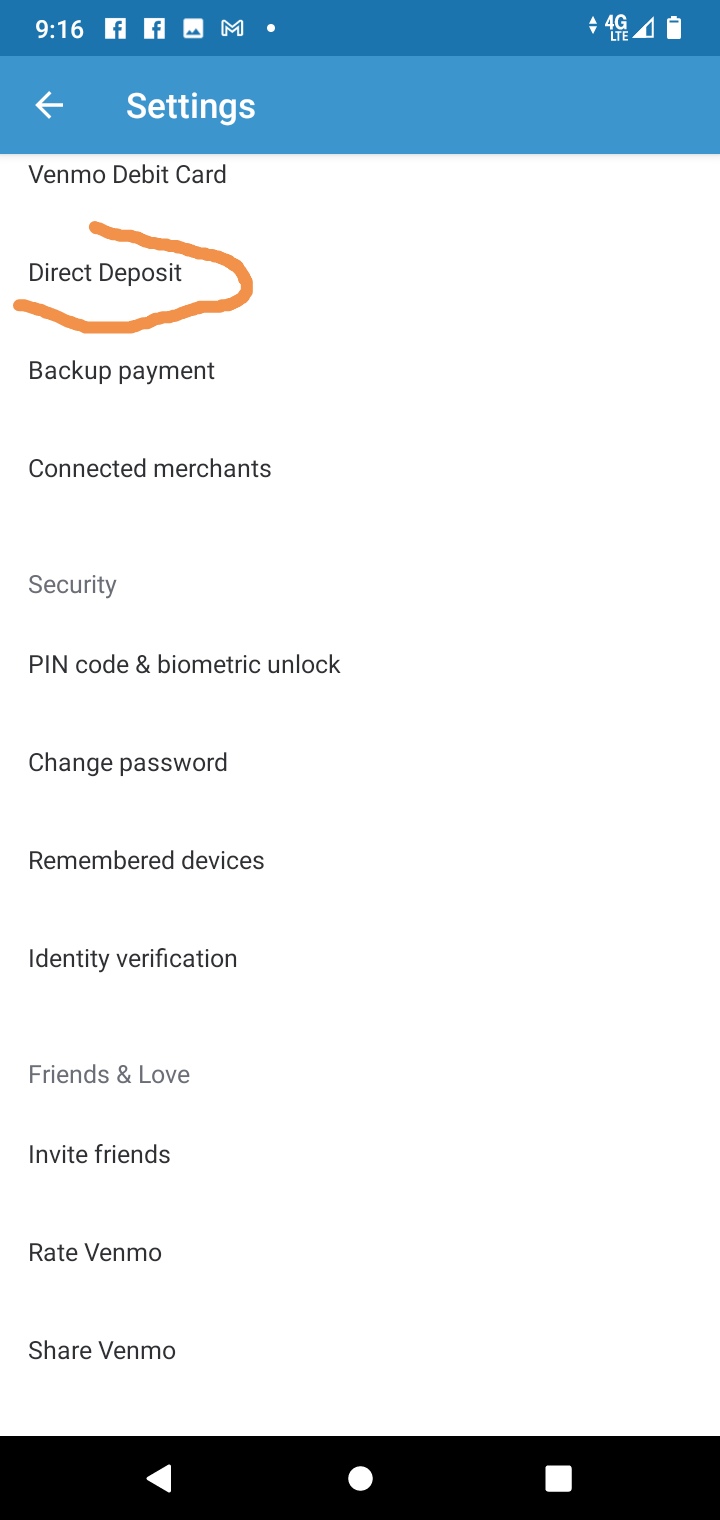 9:16
4G
LTE
Settings
Venmo Debit Card
Direct Deposit
Backup payment
Connected merchants
Security
PIN code & biometric unlock
Change password
Remembered devices
Identity verification
Friends & Love
Invite friends
Rate Venmo
Share Venmo